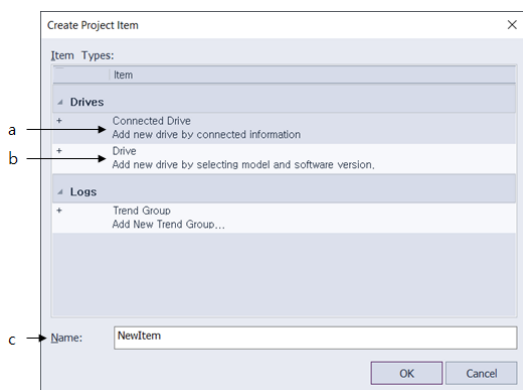 Create Project Item
Item Types:
Item
Drives
+ Connected Drive
a Add new drive by connected information
+ Drive
b Add new drive by selecting model and software version.
Logs
+ Trend Group
Add New Trend Group...
c Name: NewItem
OK Cancel